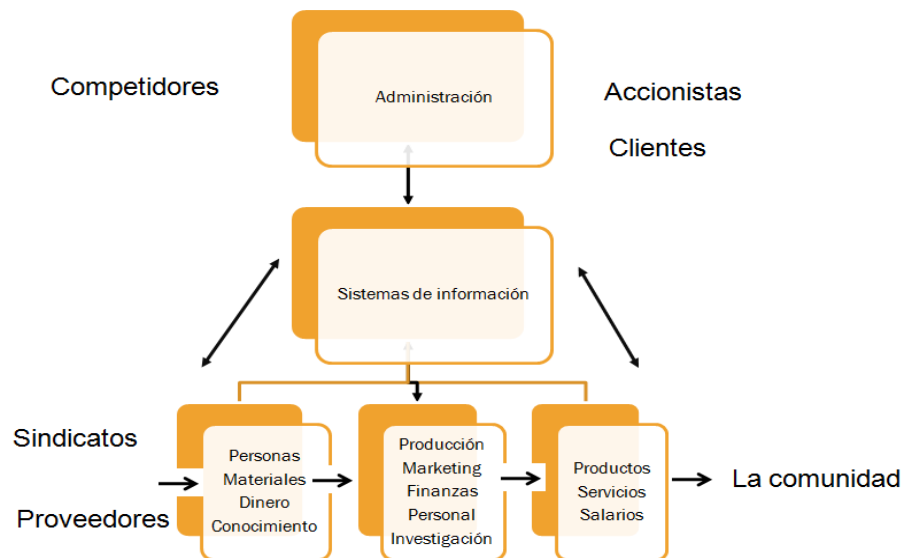 Competidores
Administración
Accionistas
Clientes
Sistemas de información
Sindicatos
Proveedores
Personas
Materiales
Dinero
Conocimiento
Producción
Marketing
Finanzas
Personal
Investigación
Productos
Servicios
Salarios
La comunidad